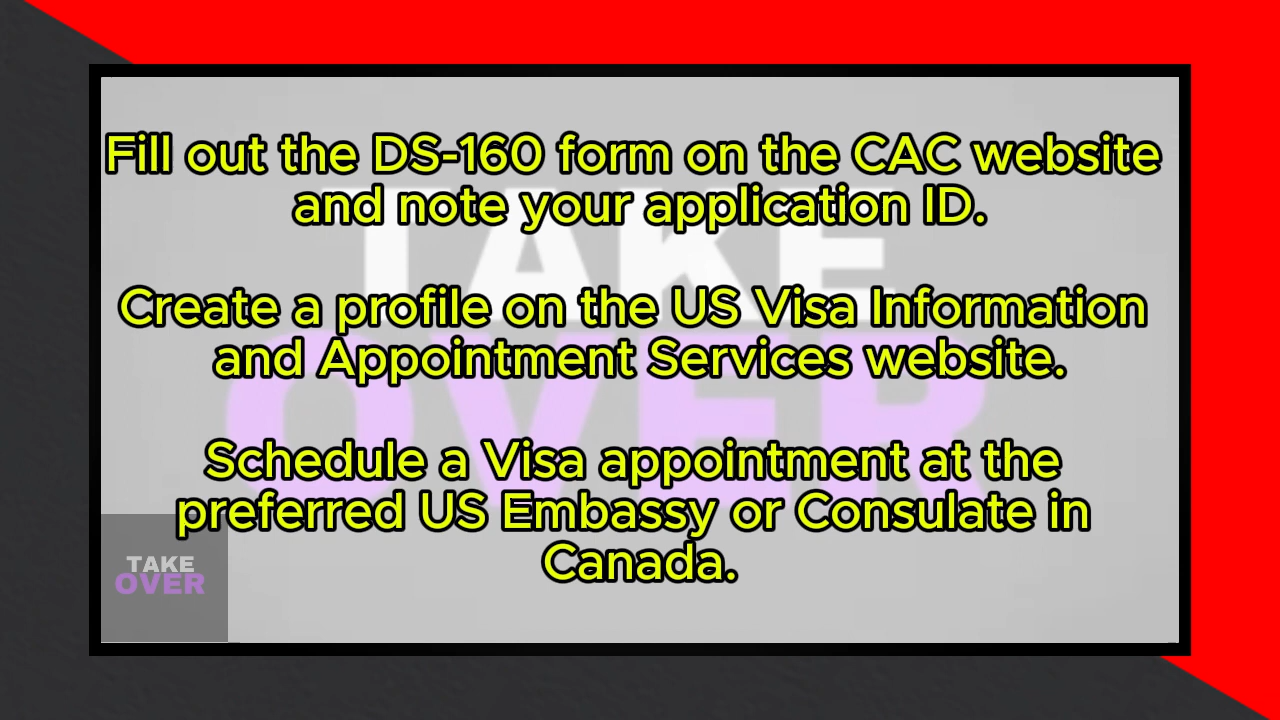 Fill out the DS-160 form on the CAC website
and note your application ID.
Create a profile on the US Visa Information
and Appointment Services website.
Schedule a Visa appointment at the
preferred US Embassy or Consulate in
Canada.
TAKE
OVER
TAKE
OVER